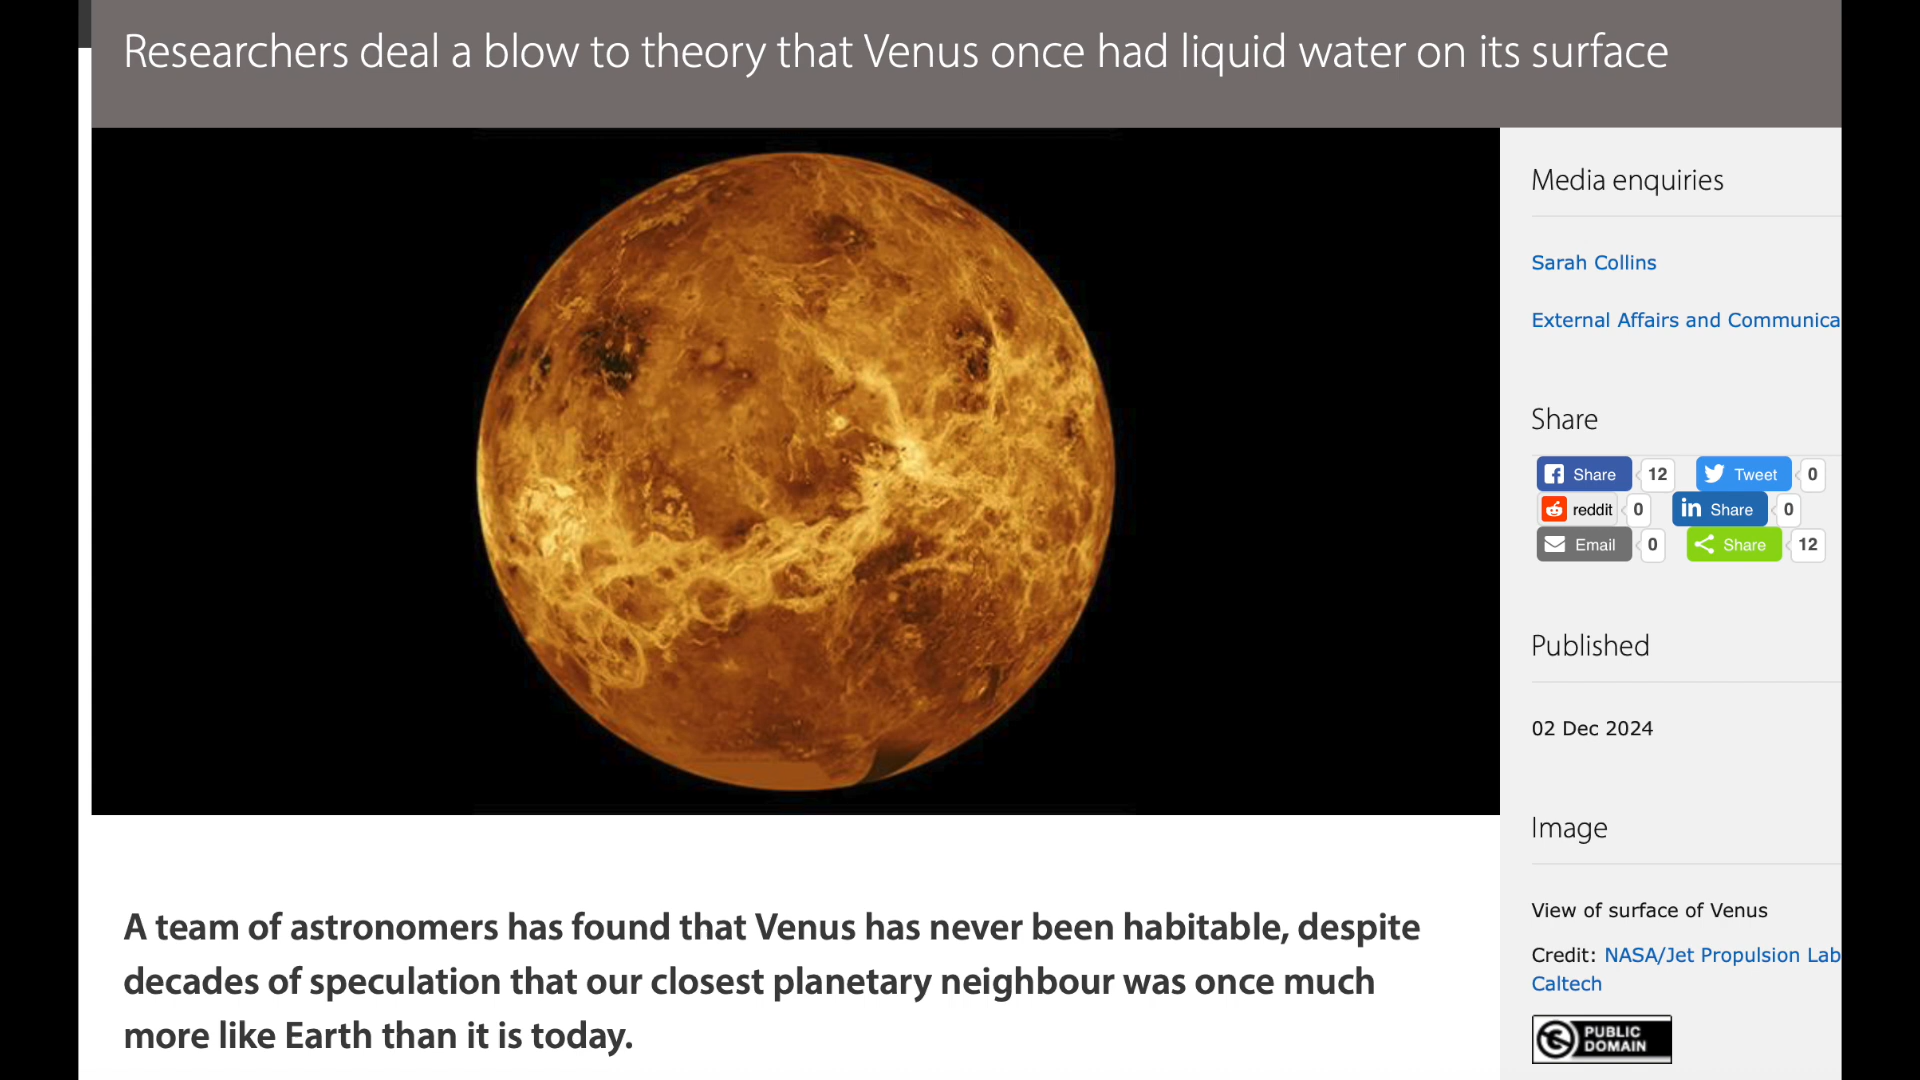 Researchers deal a blow to theory that Venus once had liquid water on its surface
Media enquiries
Sarah Collins
External Affairs and Communica
Share
Share 12 Tweet 0
reddit 0 in Share 0
Email 0 Share 12
Published
02 Dec 2024
Image
View of surface of Venus
Credit: NASA/Jet Propulsion Lab
Caltech
PUBLIC
DOMAIN
A team of astronomers has found that Venus has never been habitable, despite
decades of speculation that our closest planetary neighbour was once much
more like Earth than it is today.